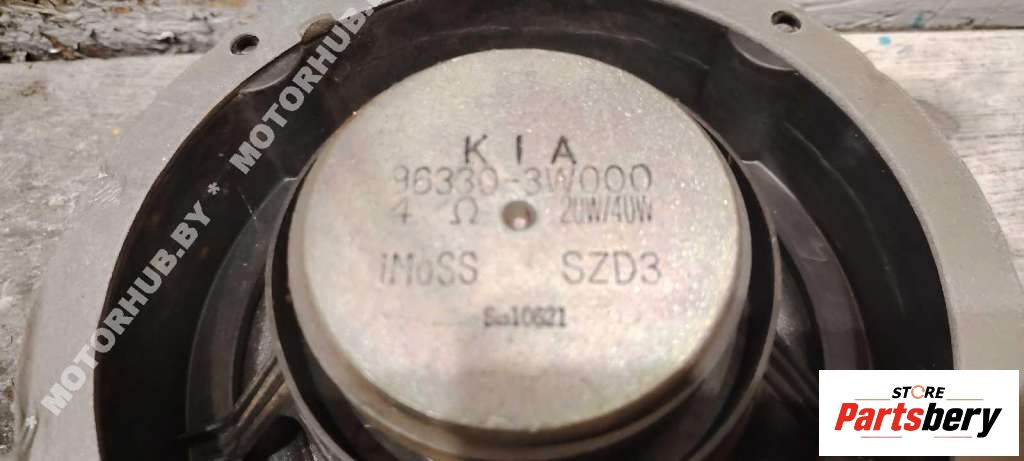 MOTORHUB.BY * MOTORHUB.BY
KIA
96330-3W000
4 Ω 20W/40W
iMoSS SZD3
STORE
Partsbery